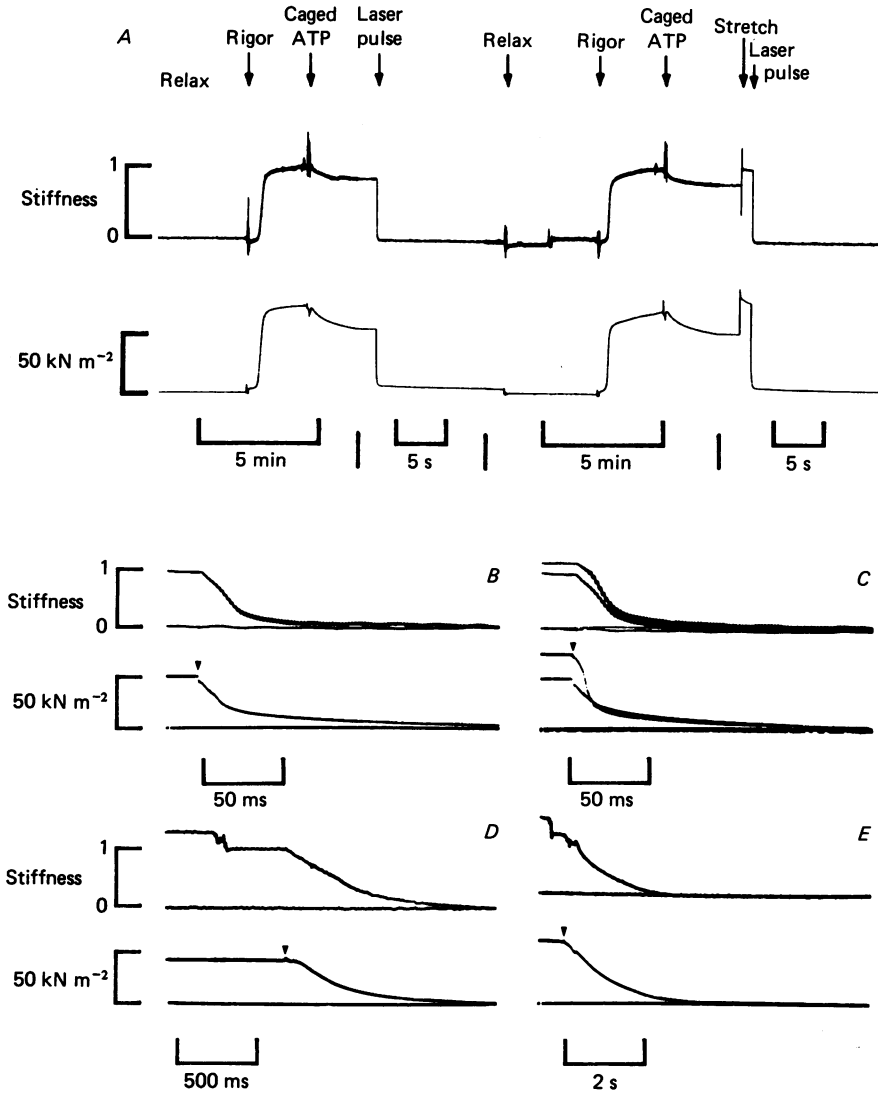 A
Relax
Rigor
Caged
ATP
Laser
pulse
Relax
Rigor
Caged
ATP
Stretch
Laser
pulse
1
Stiffness
0
50 kN m⁻²
5 min
5 s
5 min
5 s
1
Stiffness
0
B
C
50 kN m⁻²
50 ms
50 ms
D
E
1
Stiffness
0
50 kN m⁻²
500 ms
2 s